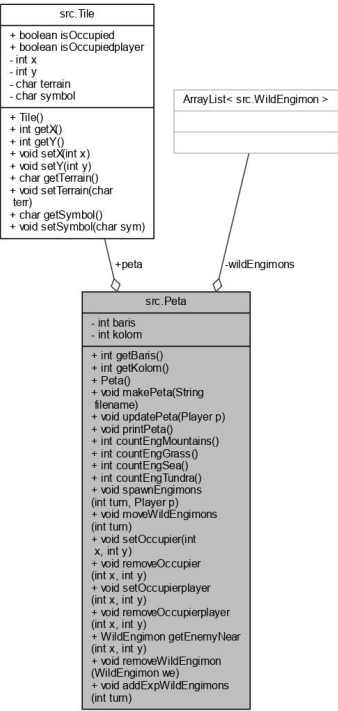 src.Tile
+ boolean isOccupied
+ boolean isOccupiedplayer
- int x
- int y
- char terrain
- char symbol
+ Tile()
+ int getX()
+ int getY()
+ void setX(int x)
+ void setY(int y)
+ char getTerrain()
+ void setTerrain(char
terr)
+ char getSymbol()
+ void setSymbol(char sym)
ArrayList< src.WildEngimon >
+peta
-wildEngimons
src.Peta
- int baris
- int kolom
+ int getBaris()
+ int getKolom()
+ Peta()
+ void makePeta(String
filename)
+ void updatePeta(Player p)
+ void printPeta()
+ int countEngMountains()
+ int countEngGrass()
+ int countEngSea()
+ int countEngTundra()
+ void spawnEngimons
(int turn, Player p)
+ void moveWildEngimons
(int turn)
+ void setOccupier(int
x, int y)
+ void removeOccupier
(int x, int y)
+ void setOccupierplayer
(int x, int y)
+ void removeOccupierplayer
(int x, int y)
+ WildEngimon getEnemyNear
(int x, int y)
+ void removeWildEngimon
(WildEngimon we)
+ void addExpWildEngimons
(int turn)